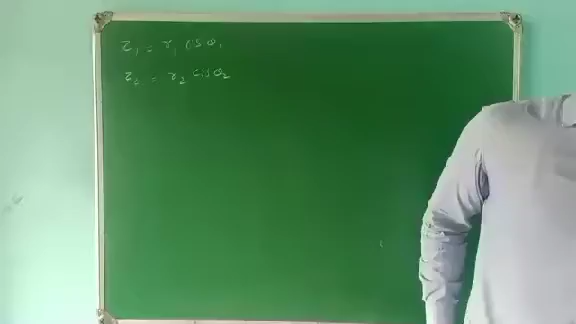 z₁ = r₁ cis θ₁
z₂ = r₂ cis θ₂